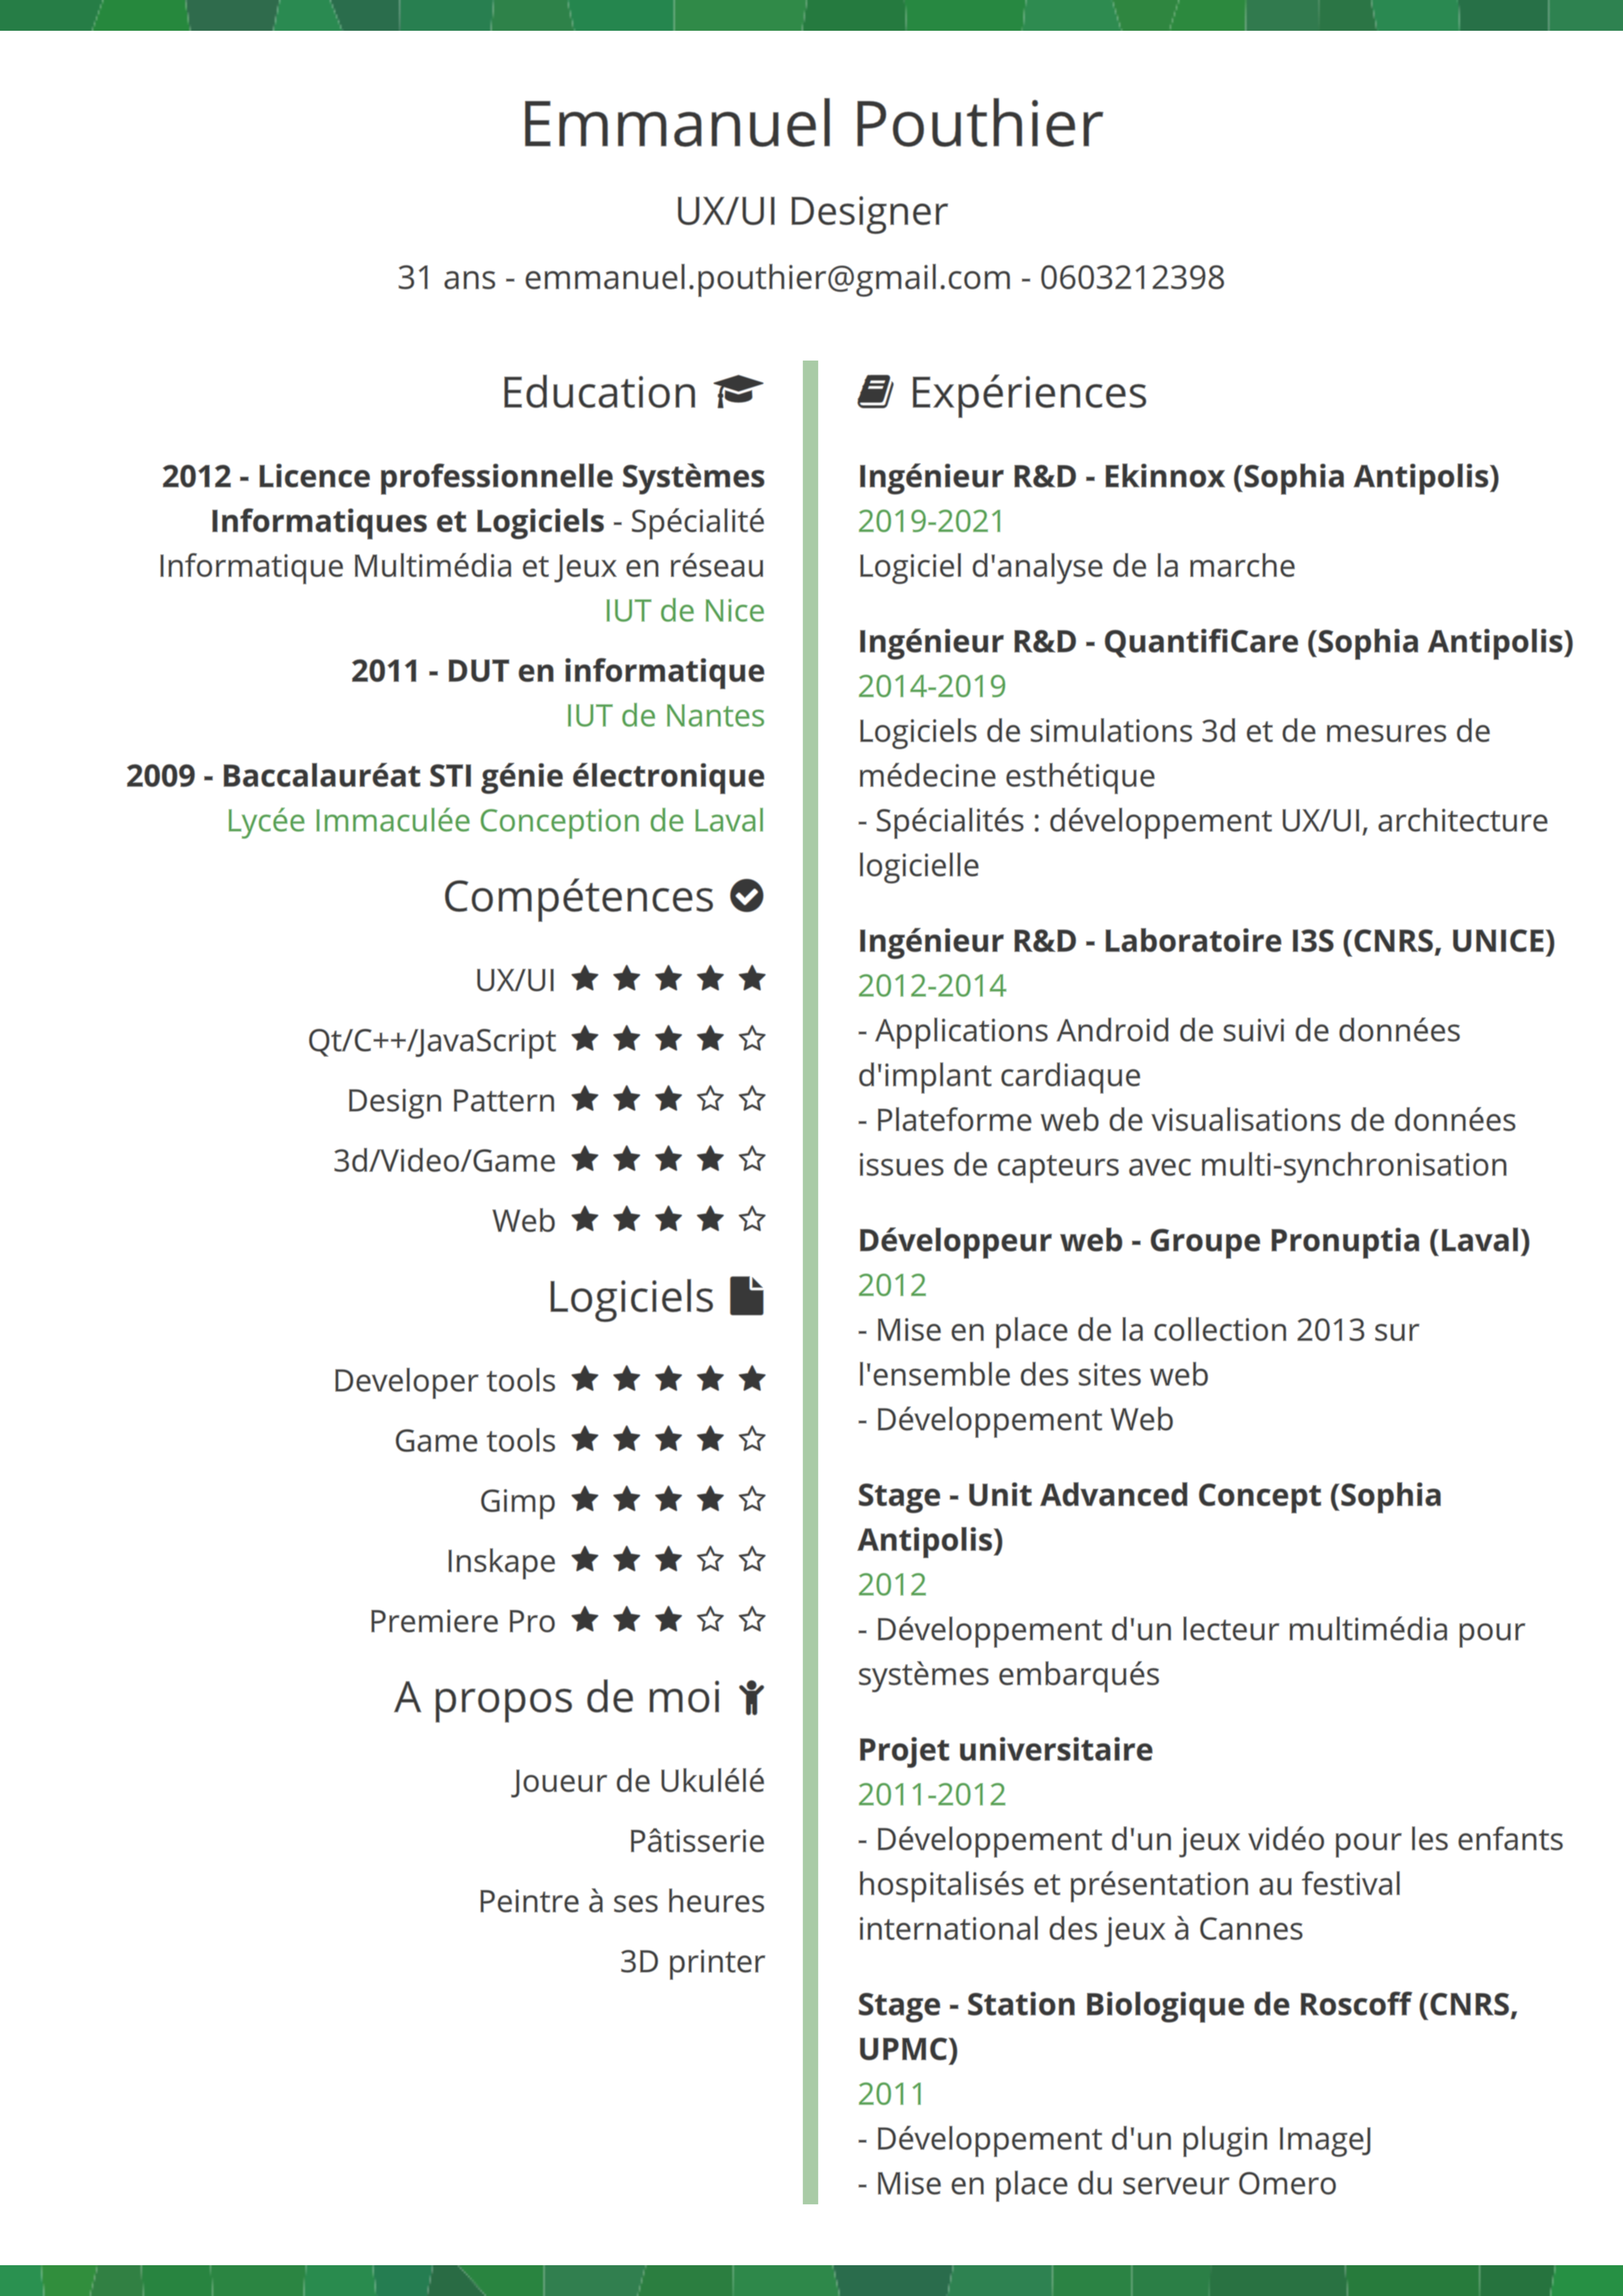 Emmanuel Pouthier
UX/UI Designer
31 ans - emmanuel.pouthier@gmail.com - 0603212398
Education
2012 - Licence professionnelle Systèmes
Informatiques et Logiciels - Spécialité
Informatique Multimédia et Jeux en réseau
IUT de Nice
2011 - DUT en informatique
IUT de Nantes
2009 - Baccalauréat STI génie électronique
Lycée Immaculée Conception de Laval
Compétences
UX/UI ★ ★ ★ ★ ★
Qt/C++/JavaScript ★ ★ ★ ★ ☆
Design Pattern ★ ★ ★ ☆ ☆
3d/Video/Game ★ ★ ★ ★ ☆
Web ★ ★ ★ ★ ☆
Logiciels
Developer tools ★ ★ ★ ★ ★
Game tools ★ ★ ★ ★ ☆
Gimp ★ ★ ★ ★ ☆
Inskape ★ ★ ★ ☆ ☆
Premiere Pro ★ ★ ★ ☆ ☆
A propos de moi
Joueur de Ukulélé
Pâtisserie
Peintre à ses heures
3D printer
Expériences
Ingénieur R&D - Ekinnox (Sophia Antipolis)
2019-2021
Logiciel d'analyse de la marche
Ingénieur R&D - QuantifiCare (Sophia Antipolis)
2014-2019
Logiciels de simulations 3d et de mesures de
médecine esthétique
- Spécialités : développement UX/UI, architecture
logicielle
Ingénieur R&D - Laboratoire I3S (CNRS, UNICE)
2012-2014
- Applications Android de suivi de données
d'implant cardiaque
- Plateforme web de visualisations de données
issues de capteurs avec multi-synchronisation
Développeur web - Groupe Pronuptia (Laval)
2012
- Mise en place de la collection 2013 sur
l'ensemble des sites web
- Développement Web
Stage - Unit Advanced Concept (Sophia
Antipolis)
2012
- Développement d'un lecteur multimédia pour
systèmes embarqués
Projet universitaire
2011-2012
- Développement d'un jeux vidéo pour les enfants
hospitalisés et présentation au festival
international des jeux à Cannes
Stage - Station Biologique de Roscoff (CNRS,
UPMC)
2011
- Développement d'un plugin ImageJ
- Mise en place du serveur Omero